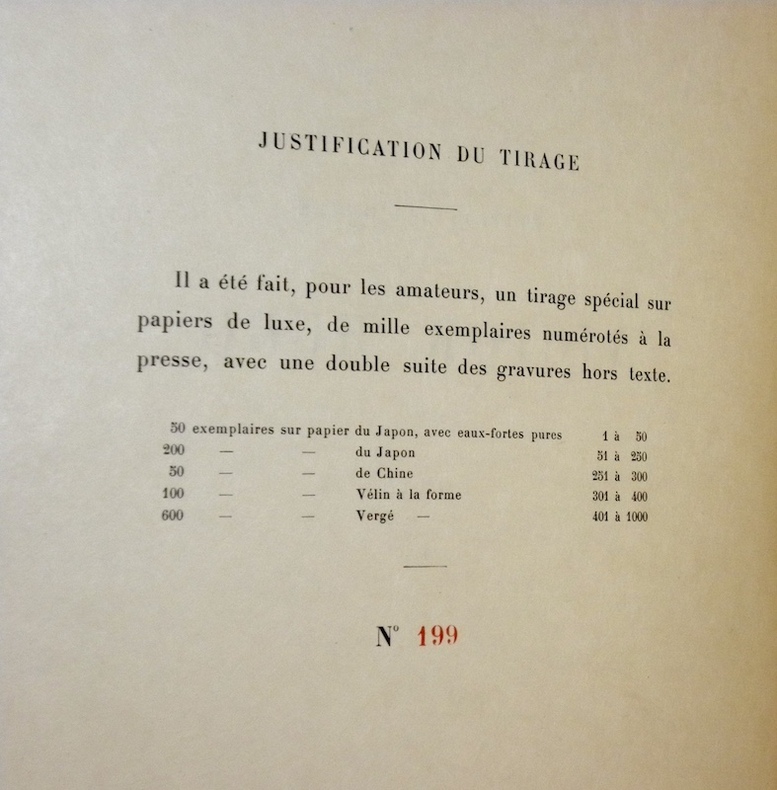 JUSTIFICATION DU TIRAGE
Il a été fait, pour les amateurs, un tirage spécial sur
papiers de luxe, de mille exemplaires numérotés à la
presse, avec une double suite des gravures hors texte.
50 exemplaires sur papier du Japon, avec eaux-fortes pures 1 à 50
200 — — du Japon 51 à 250
50 — — de Chine 251 à 300
100 — — Vélin à la forme 301 à 400
600 — — Vergé — 401 à 1000
N° 199